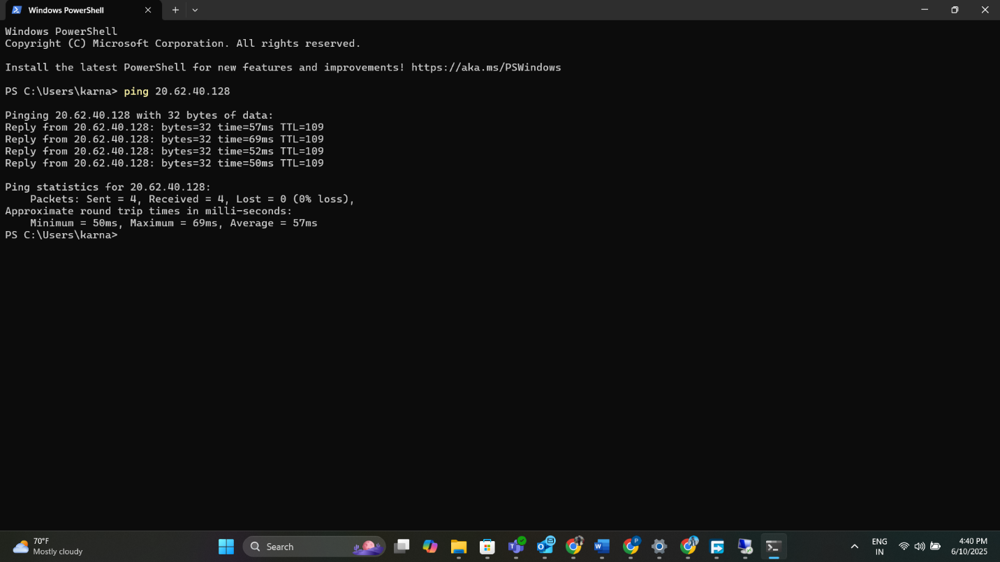 Windows PowerShell
Windows PowerShell
Copyright (C) Microsoft Corporation. All rights reserved.
Install the latest PowerShell for new features and improvements! https://aka.ms/PSWindows
PS C:\Users\karna> ping 20.62.40.128
Pinging 20.62.40.128 with 32 bytes of data:
Reply from 20.62.40.128: bytes=32 time=57ms TTL=109
Reply from 20.62.40.128: bytes=32 time=69ms TTL=109
Reply from 20.62.40.128: bytes=32 time=52ms TTL=109
Reply from 20.62.40.128: bytes=32 time=50ms TTL=109
Ping statistics for 20.62.40.128:
    Packets: Sent = 4, Received = 4, Lost = 0 (0% loss),
Approximate round trip times in milli-seconds:
    Minimum = 50ms, Maximum = 69ms, Average = 57ms
PS C:\Users\karna>
70°F
Mostly cloudy
Search
ENG
IN
4:40 PM
6/10/2025